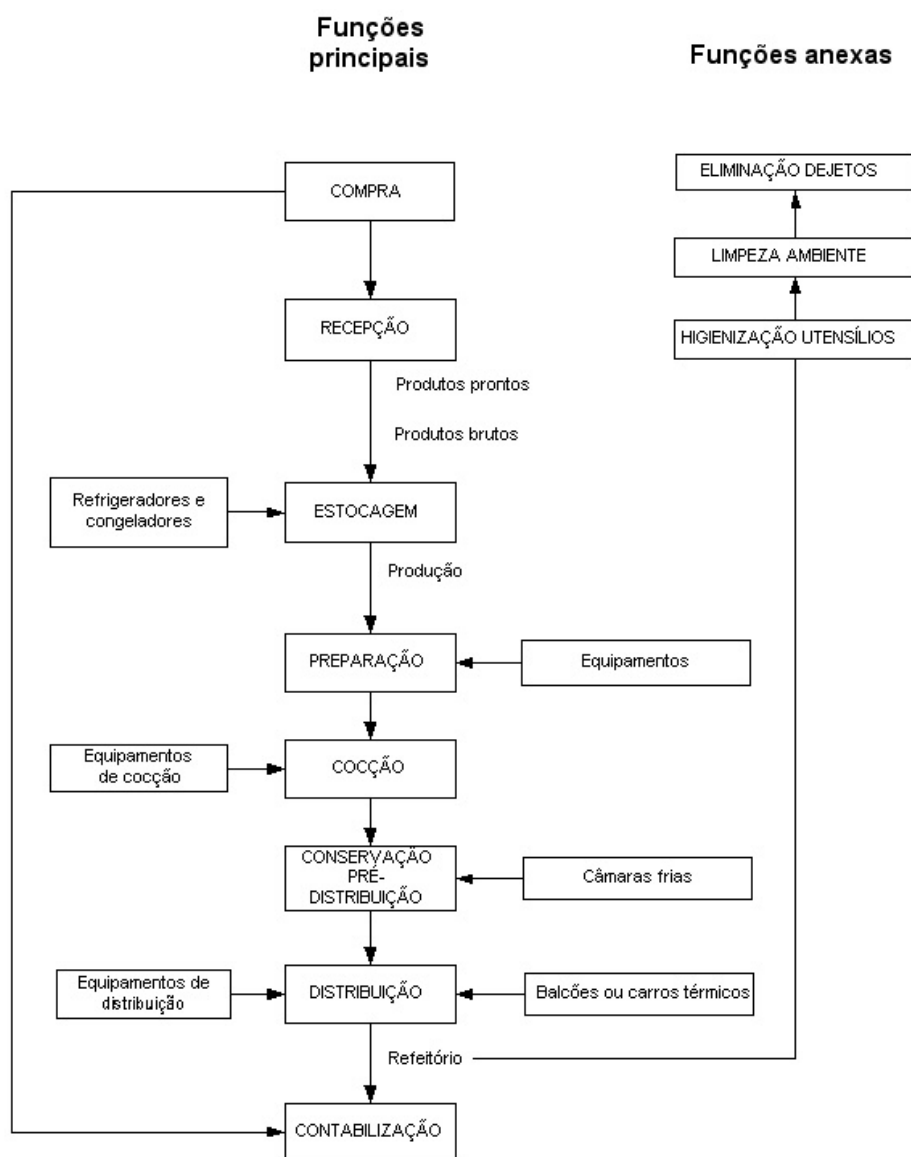 Funções
principais
Funções anexas
COMPRA
ELIMINAÇÃO DEJETOS
LIMPEZA AMBIENTE
RECEPÇÃO
HIGIENIZAÇÃO UTENSÍLIOS
Produtos prontos
Produtos brutos
Refrigeradores e
congeladores
ESTOCAGEM
Produção
PREPARAÇÃO
Equipamentos
Equipamentos
de cocção
COCÇÃO
CONSERVAÇÃO
PRÉ-
DISTRIBUIÇÃO
Câmaras frias
Equipamentos de
distribuição
DISTRIBUIÇÃO
Balcões ou carros térmicos
Refeitório
CONTABILIZAÇÃO